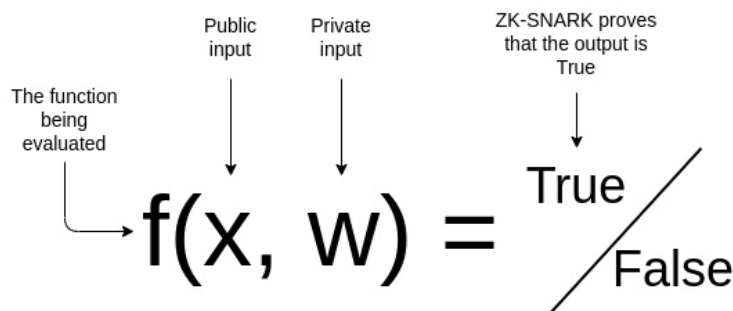 Public
input
Private
input
ZK-SNARK proves
that the output is
True
The function
being
evaluated
f(x, w) =
True
False